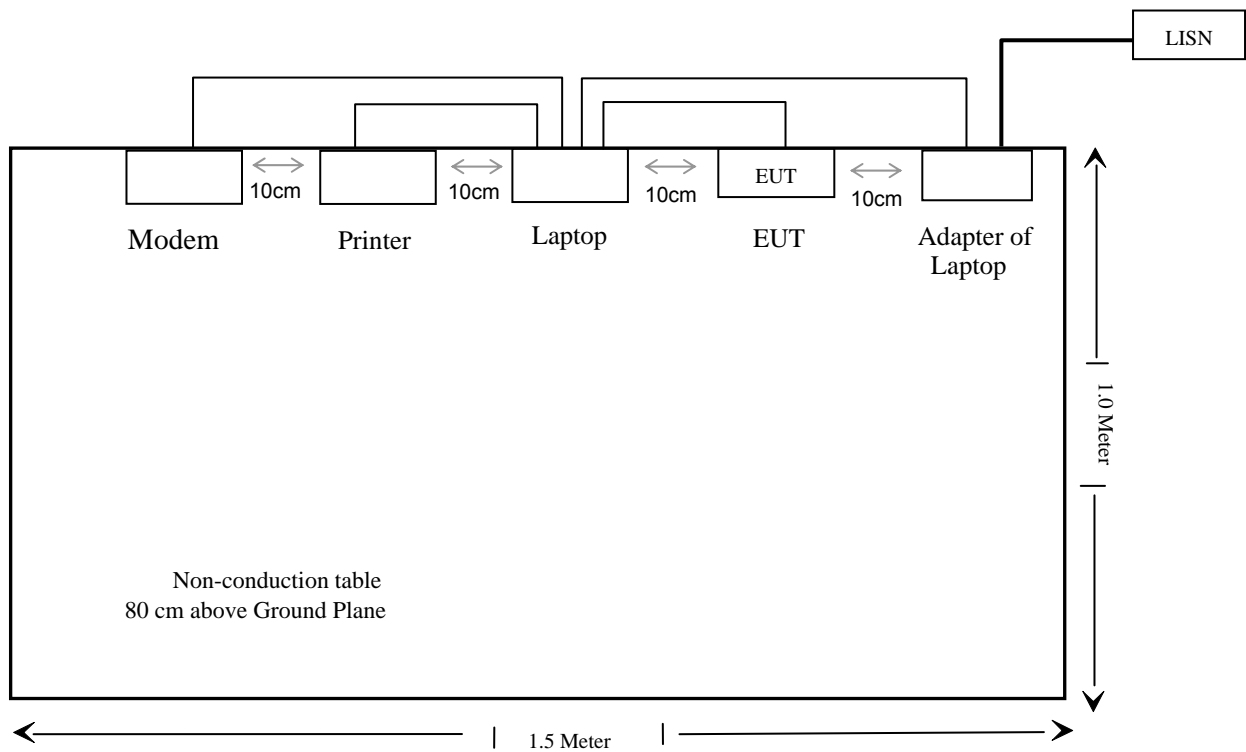 LISN
10cm
10cm
10cm
EUT
10cm
Modem
Printer
Laptop
EUT
Adapter of
Laptop
1.0 Meter
Non-conduction table
80 cm above Ground Plane
1.5 Meter